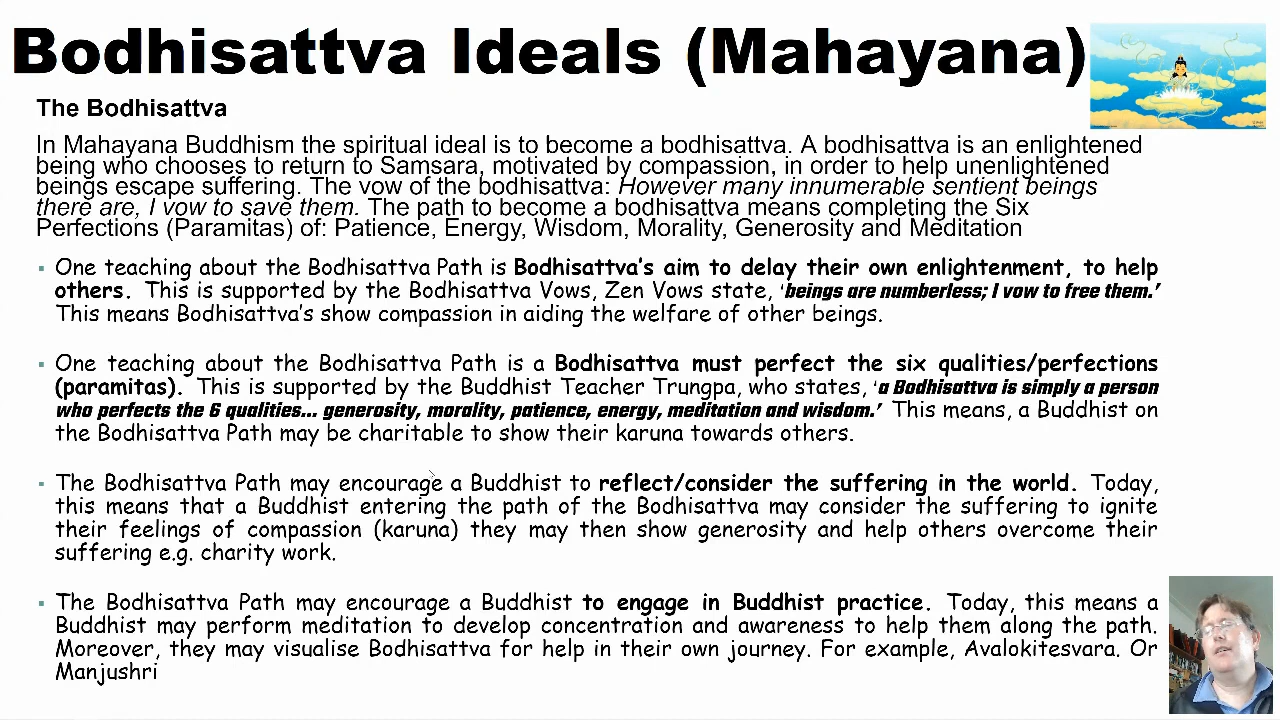 Bodhisattva Ideals (Mahayana)
The Bodhisattva
In Mahayana Buddhism the spiritual ideal is to become a bodhisattva. A bodhisattva is an enlightened
being who chooses to return to Samsara, motivated by compassion, in order to help unenlightened
beings escape suffering. The vow of the bodhisattva: However many innumerable sentient beings
there are, I vow to save them. The path to become a bodhisattva means completing the Six
Perfections (Paramitas) of: Patience, Energy, Wisdom, Morality, Generosity and Meditation
▪ One teaching about the Bodhisattva Path is Bodhisattva’s aim to delay their own enlightenment, to help
others. This is supported by the Bodhisattva Vows, Zen Vows state, ‘beings are numberless; I vow to free them.’
This means Bodhisattva’s show compassion in aiding the welfare of other beings.
▪ One teaching about the Bodhisattva Path is a Bodhisattva must perfect the six qualities/perfections
(paramitas). This is supported by the Buddhist Teacher Trungpa, who states, ‘a Bodhisattva is simply a person
who perfects the 6 qualities... generosity, morality, patience, energy, meditation and wisdom.’ This means, a Buddhist on
the Bodhisattva Path may be charitable to show their karuna towards others.
▪ The Bodhisattva Path may encourage a Buddhist to reflect/consider the suffering in the world. Today,
this means that a Buddhist entering the path of the Bodhisattva may consider the suffering to ignite
their feelings of compassion (karuna) they may then show generosity and help others overcome their
suffering e.g. charity work.
▪ The Bodhisattva Path may encourage a Buddhist to engage in Buddhist practice. Today, this means a
Buddhist may perform meditation to develop concentration and awareness to help them along the path.
Moreover, they may visualise Bodhisattva for help in their own journey. For example, Avalokitesvara. Or
Manjushri